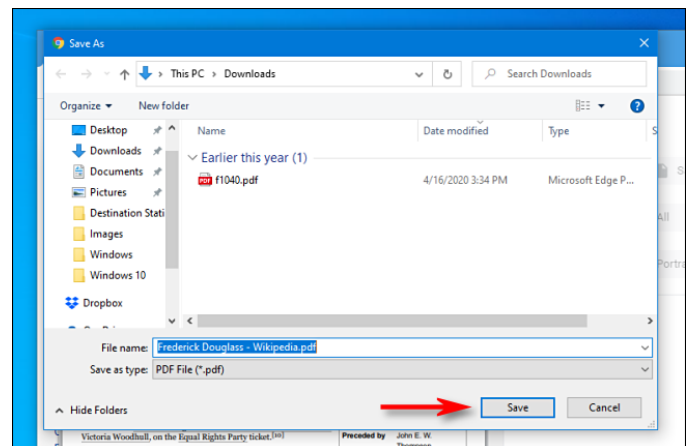 Save As
This PC > Downloads
Search Downloads
Organize
New folder
Desktop
Downloads
Documents
Pictures
Destination Stati
Images
Windows
Windows 10
Dropbox
Name
Date modified
Type
S
Earlier this year (1)
f1040.pdf
4/16/2020 3:34 PM
Microsoft Edge P...
File name:
Frederick Douglass - Wikipedia.pdf
Save as type:
PDF File (*.pdf)
Hide Folders
Save
Cancel
S
All
Portra
Victoria Woodhull, on the Equal Rights Party ticket.
Preceded by
John E. W.